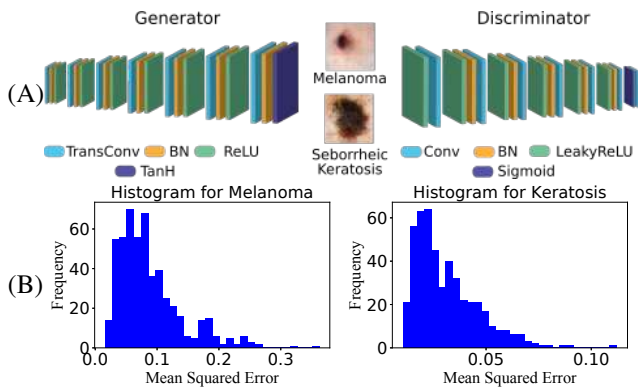 Generator
Discriminator
(A)
Melanoma
Seborrheic
Keratosis
TransConv BN ReLU
TanH
Conv BN LeakyReLU
Sigmoid
(B)
Histogram for Melanoma
Frequency
60
40
20
0
0.0 0.1 0.2 0.3
Mean Squared Error
Histogram for Keratosis
Frequency
60
40
20
0
0.05 0.10
Mean Squared Error